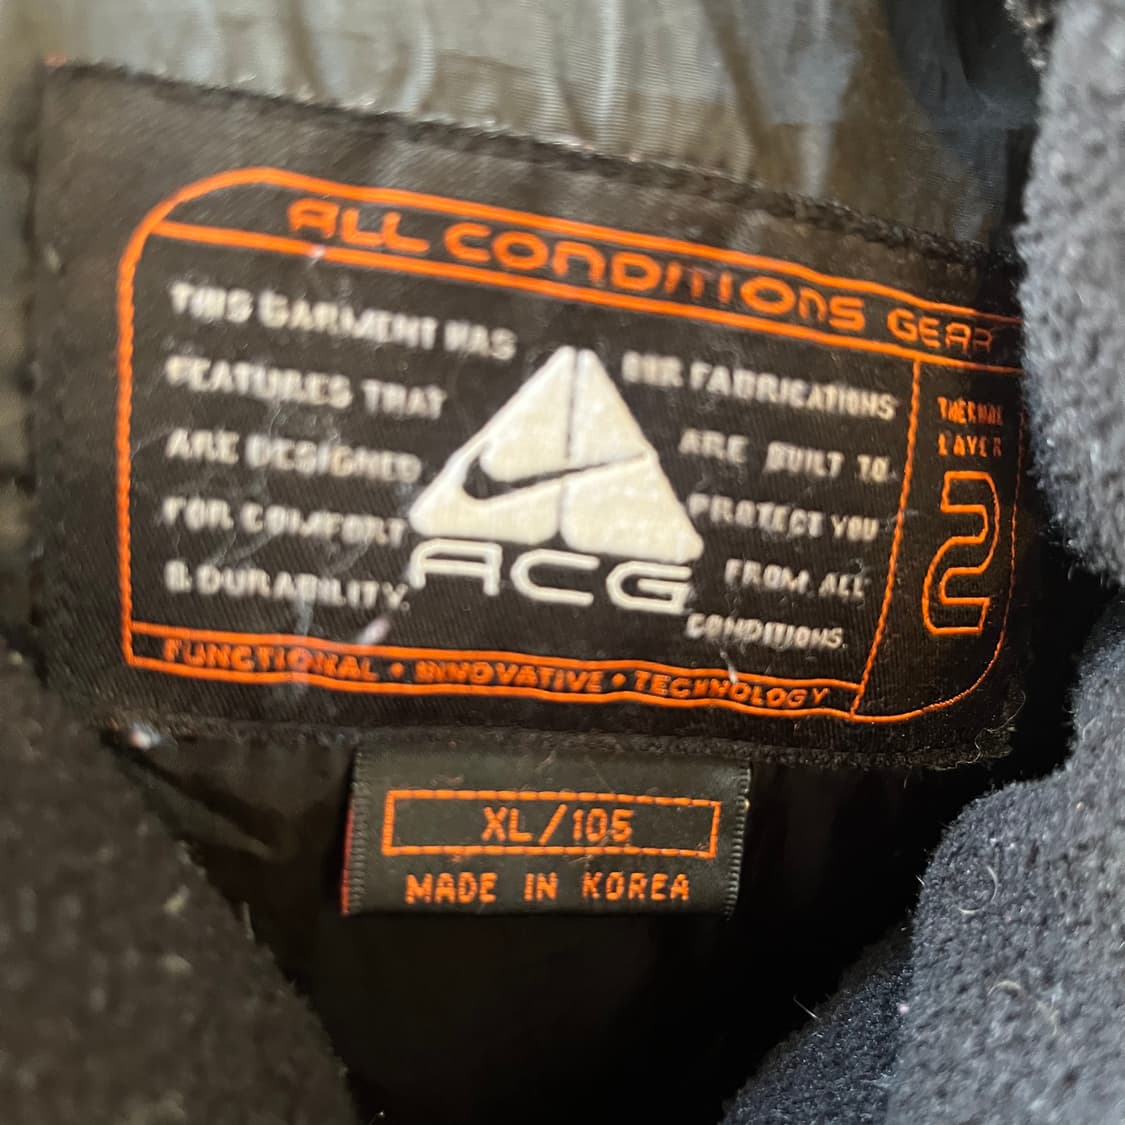 ALL CONDITIONS GEAR
THIS GARMENT HAS
FEATURES THAT
ARE DESIGNED
FOR COMFORT
& DURABILITY.
ACG
OUR FABRICATIONS
ARE BUILT TO
PROTECT YOU
FROM ALL
CONDITIONS.
THERMAL
LAYER
2
FUNCTIONAL • INNOVATIVE • TECHNOLOGY
XL/105
MADE IN KOREA